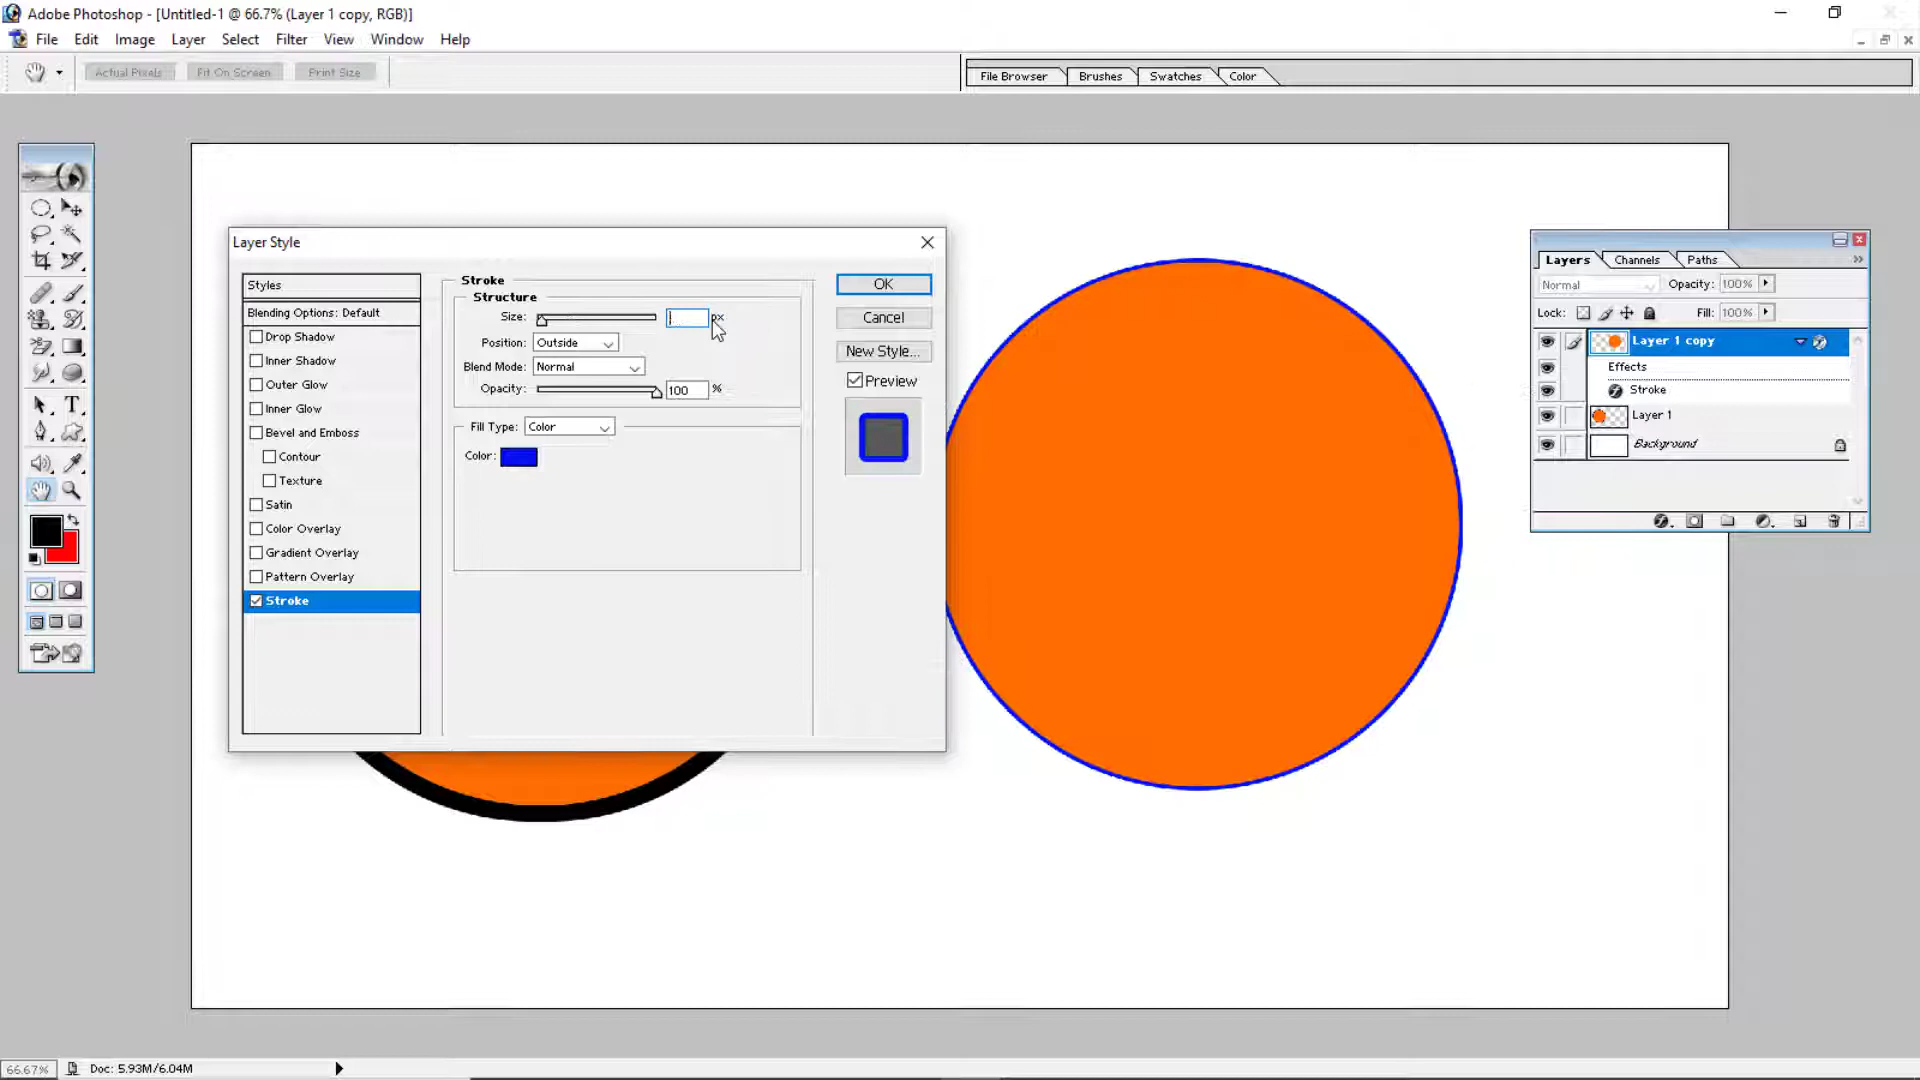 Adobe Photoshop - [Untitled-1 @ 66.7% (Layer 1 copy, RGB)]
File Edit Image Layer Select Filter View Window Help
Actual Pixels Fit On Screen Print Size
File Browser Brushes Swatches Color
Layer Style
Styles
Blending Options: Default
Drop Shadow
Inner Shadow
Outer Glow
Inner Glow
Bevel and Emboss
Contour
Texture
Satin
Color Overlay
Gradient Overlay
Pattern Overlay
Stroke
Stroke
Structure
Size: px
Position: Outside
Blend Mode: Normal
Opacity: 100 %
Fill Type: Color
Color:
OK
Cancel
New Style...
Preview
Layers Channels Paths
Normal Opacity: 100%
Lock: Fill: 100%
Layer 1 copy
Effects
Stroke
Layer 1
Background
T
66.67% Doc: 5.93M/6.04M